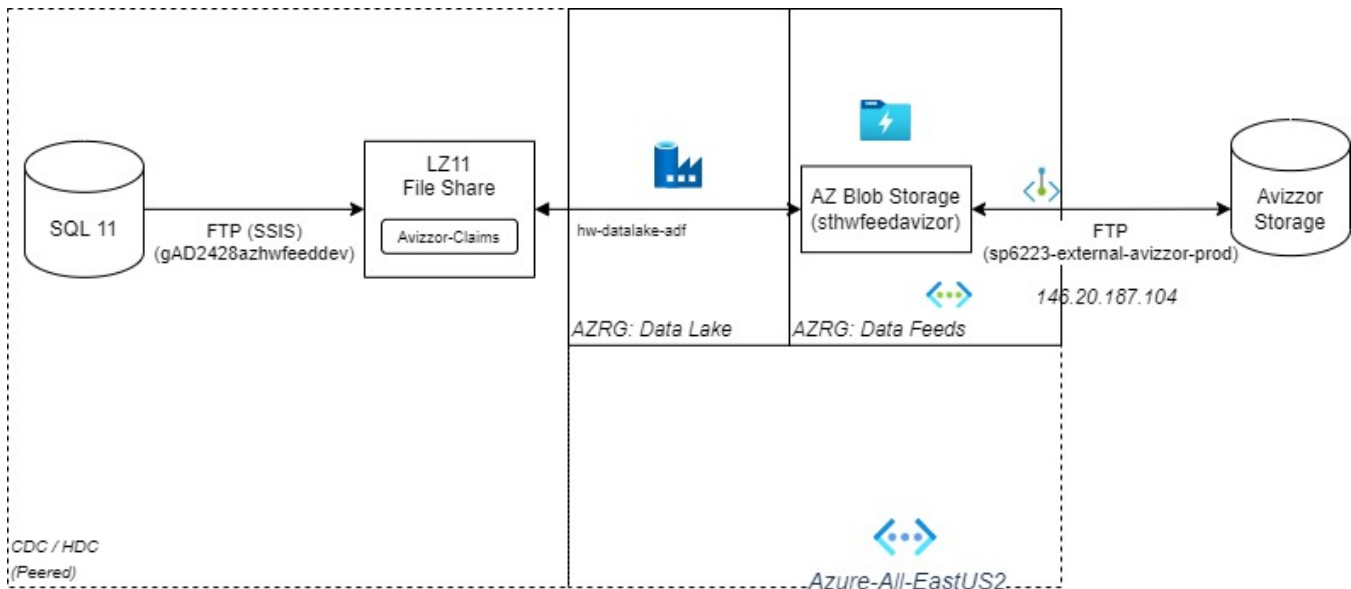 SQL 11
FTP (SSIS)
(gAD2428azhwfeeddev)
LZ11
File Share
Avizzor-Claims
hw-datalake-adf
AZ Blob Storage
(sthwfeedavizor)
FTP
(sp6223-external-avizzor-prod)
146.20.187.104
Avizzor
Storage
AZRG: Data Lake
AZRG: Data Feeds
CDC / HDC
(Peered)
Azure-All-EastUS2